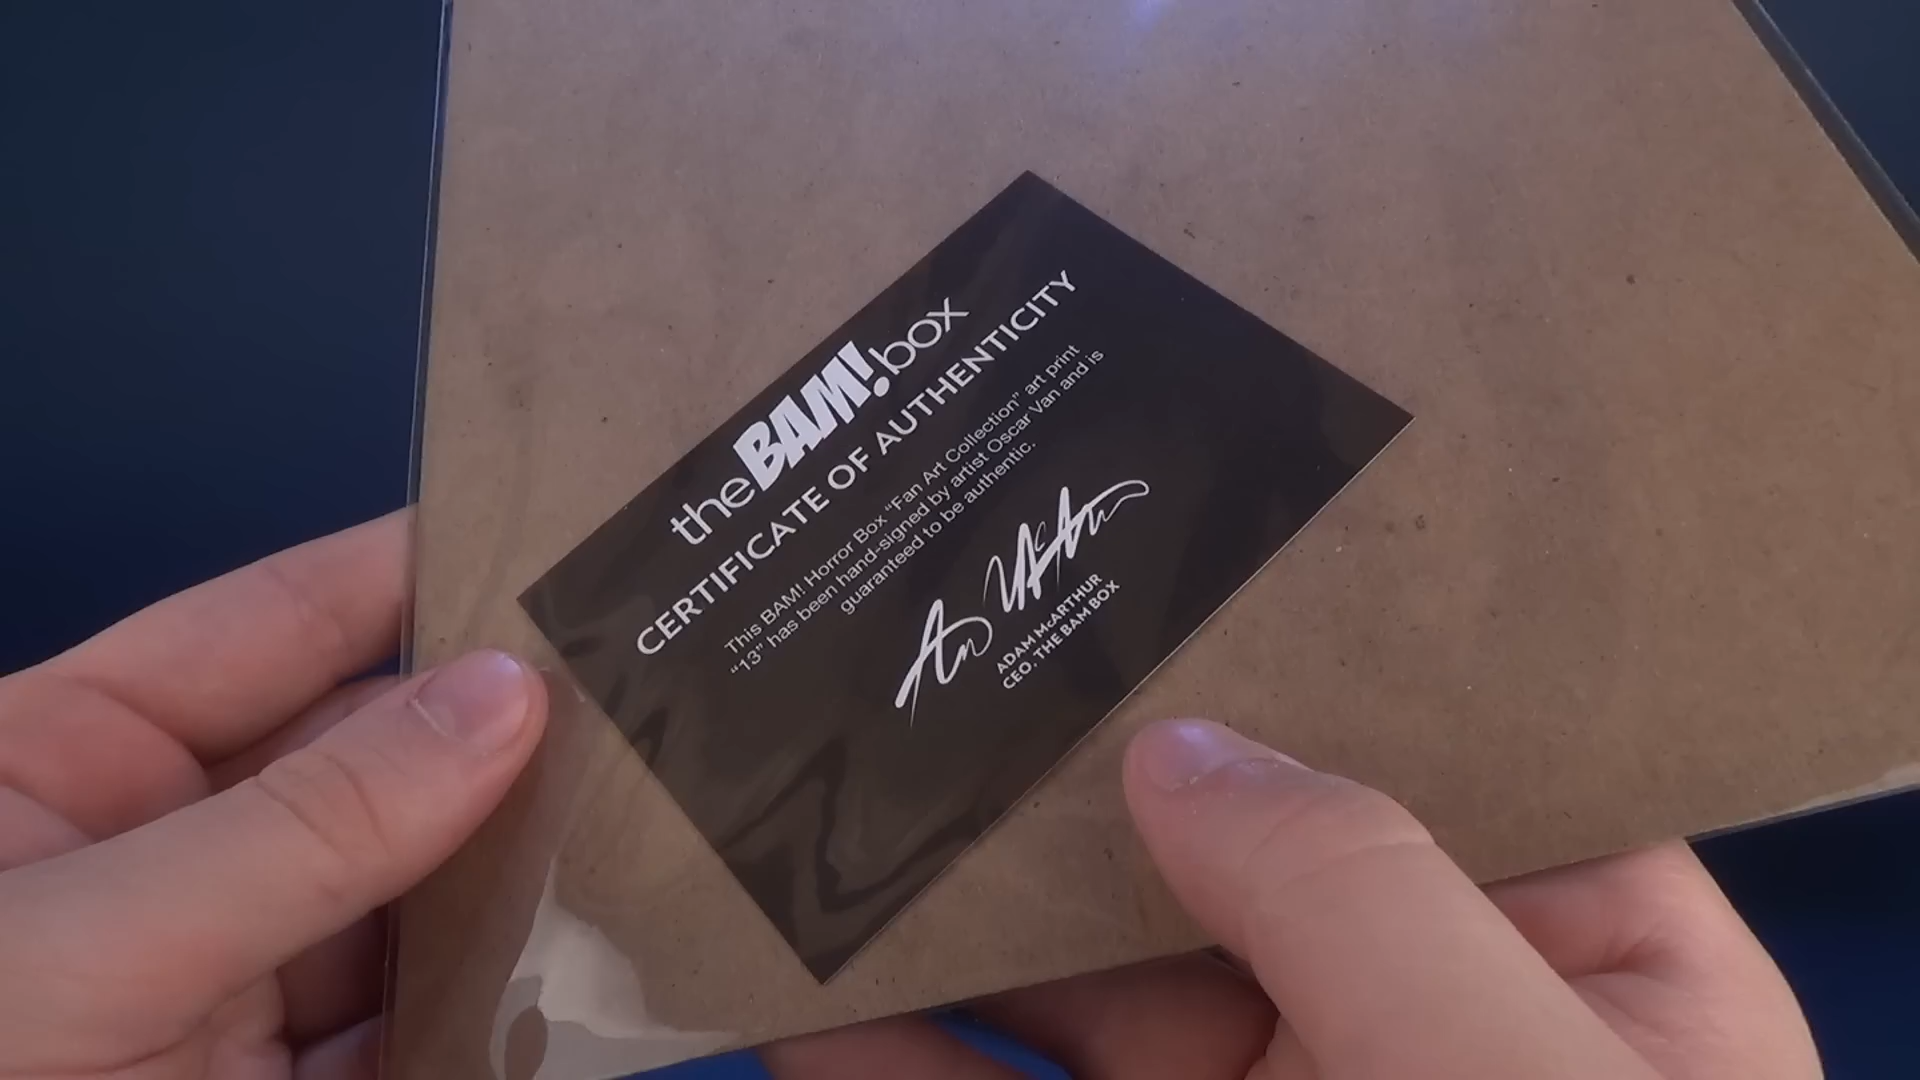 theBAM!box
CERTIFICATE OF AUTHENTICITY
This BAM! Horror Box “Fan Art Collection” art print
“13” has been hand-signed by artist Oscar Van and is
guaranteed to be authentic.
ADAM McARTHUR
CEO, THE BAM BOX